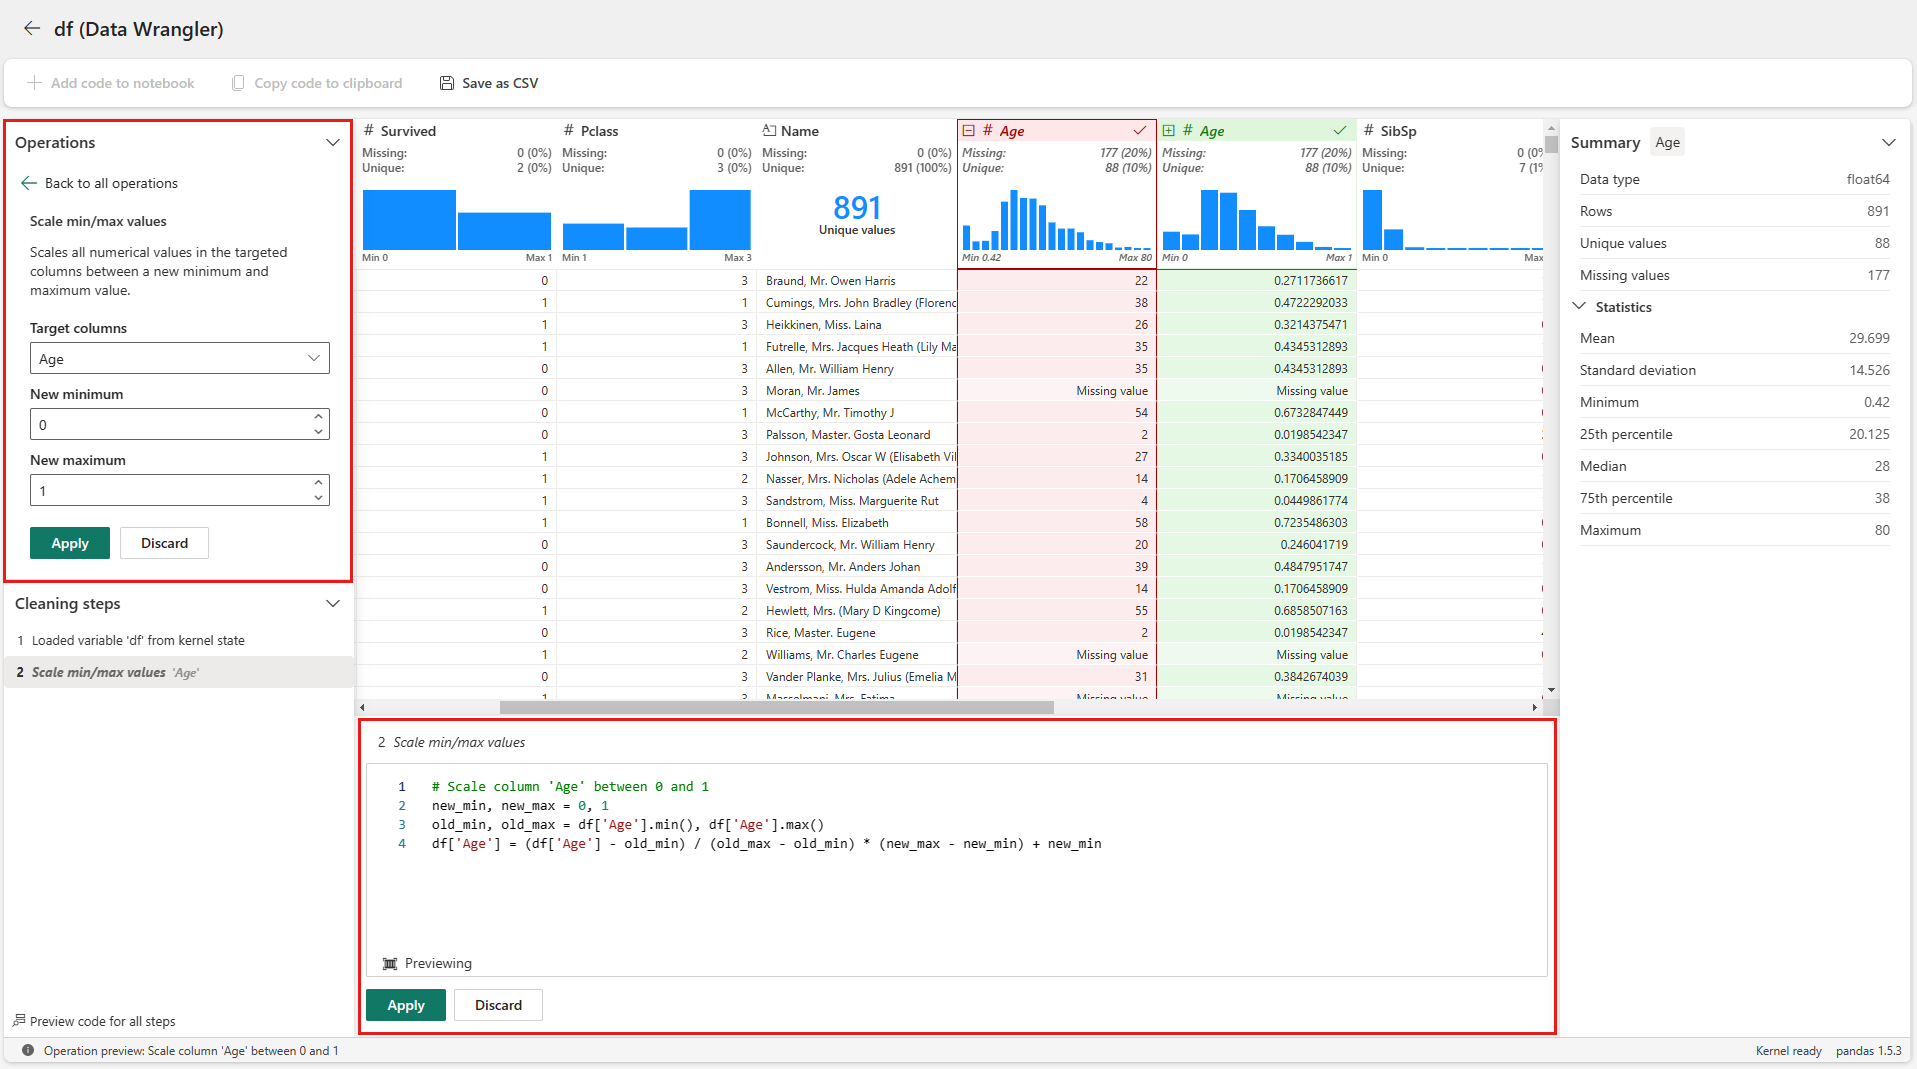 df (Data Wrangler)
Add code to notebook
Copy code to clipboard
Save as CSV
Operations
Back to all operations
Scale min/max values
Scales all numerical values in the targeted
columns between a new minimum and
maximum value.
Target columns
Age
New minimum
0
New maximum
1
Apply Discard
Cleaning steps
1 Loaded variable 'df' from kernel state
2 Scale min/max values 'Age'
Preview code for all steps
# Survived # Pclass Name # Age # Age # SibSp
Missing: 0 (0%) Missing: 0 (0%) Missing: 0 (0%) Missing: 177 (20%) Missing: 177 (20%) Missing: 0 (0%
Unique: 2 (0%) Unique: 3 (0%) Unique: 891 (100%) Unique: 88 (10%) Unique: 88 (10%) Unique: 7 (1%
891
Unique values
Min 0 Max 1 Min 1 Max 3 Min 0.42 Max 80 Min 0 Max 1 Min 0 Max
0 3 Braund, Mr. Owen Harris 22 0.2711736617
1 1 Cumings, Mrs. John Bradley (Florenc 38 0.4722292033
1 3 Heikkinen, Miss. Laina 26 0.3214375471
1 1 Futrelle, Mrs. Jacques Heath (Lily Ma 35 0.4345312893
0 3 Allen, Mr. William Henry 35 0.4345312893
0 3 Moran, Mr. James Missing value Missing value
0 1 McCarthy, Mr. Timothy J 54 0.6732847449
0 3 Palsson, Master. Gosta Leonard 2 0.0198542347
1 3 Johnson, Mrs. Oscar W (Elisabeth Vil 27 0.3340035185
1 2 Nasser, Mrs. Nicholas (Adele Achem 14 0.1706458909
1 3 Sandstrom, Miss. Marguerite Rut 4 0.0449861774
1 1 Bonnell, Miss. Elizabeth 58 0.7235486303
0 3 Saundercock, Mr. William Henry 20 0.246041719
0 3 Andersson, Mr. Anders Johan 39 0.4847951747
0 3 Vestrom, Miss. Hulda Amanda Adolf 14 0.1706458909
1 2 Hewlett, Mrs. (Mary D Kingcome) 55 0.6858507163
0 3 Rice, Master. Eugene 2 0.0198542347
1 2 Williams, Mr. Charles Eugene Missing value Missing value
0 3 Vander Planke, Mrs. Julius (Emelia M 31 0.3842674039
1 3 Masselmani, Mrs. Fatima Missing value Missing value
2 Scale min/max values
1 # Scale column 'Age' between 0 and 1
2 new_min, new_max = 0, 1
3 old_min, old_max = df['Age'].min(), df['Age'].max()
4 df['Age'] = (df['Age'] - old_min) / (old_max - old_min) * (new_max - new_min) + new_min
Previewing
Apply Discard
Summary Age
Data type float64
Rows 891
Unique values 88
Missing values 177
Statistics
Mean 29.699
Standard deviation 14.526
Minimum 0.42
25th percentile 20.125
Median 28
75th percentile 38
Maximum 80
Operation preview: Scale column 'Age' between 0 and 1
Kernel ready pandas 1.5.3